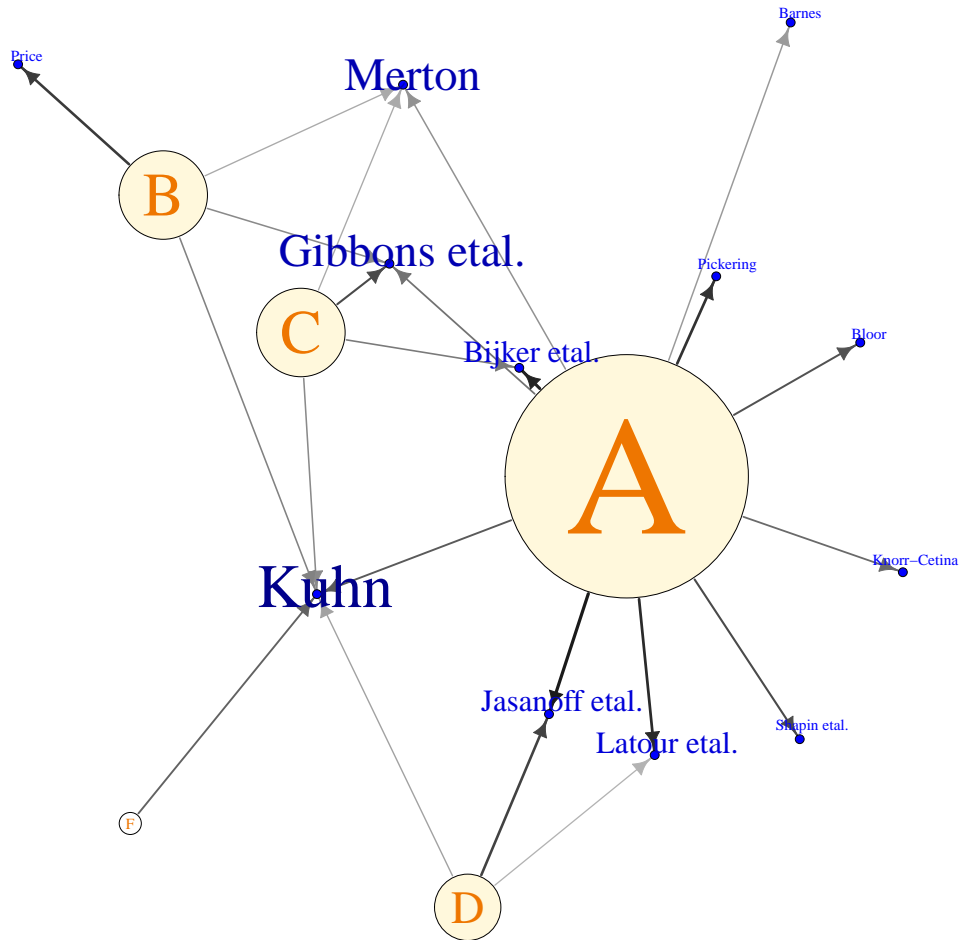 Barnes
Price
Merton
B
Gibbons etal.
Pickering
C
Bloor
Bijker etal.
A
Knorr−Cetina
Kuhn
Jasanoff etal.
Shapin etal.
Latour etal.
F
D